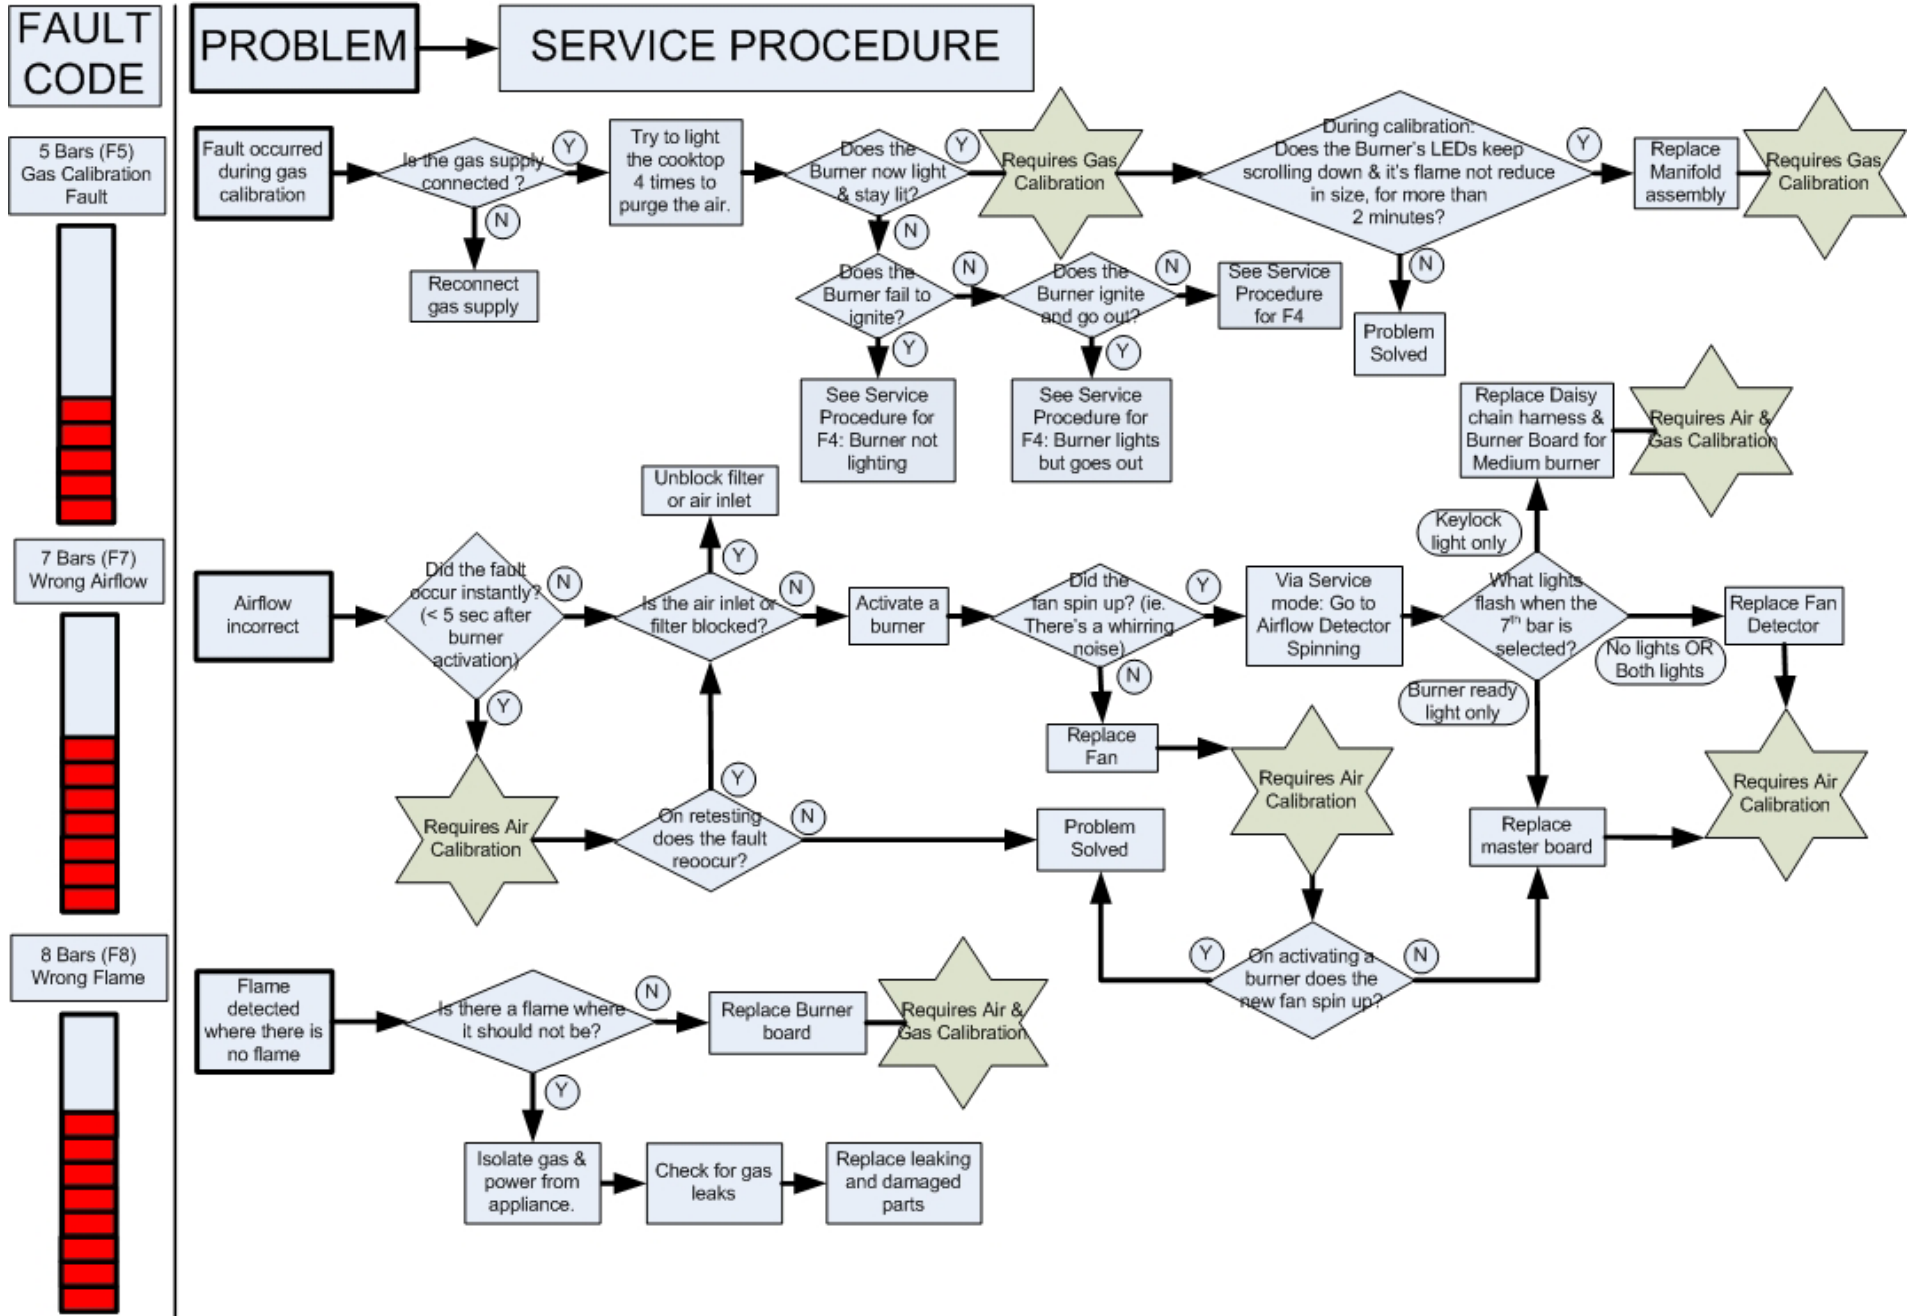 FAULT
CODE
PROBLEM
SERVICE PROCEDURE
5 Bars (F5)
Gas Calibration
Fault
Fault occurred
during gas
calibration
Is the gas supply
connected ?
Y
N
Reconnect
gas supply
Try to light
the cooktop
4 times to
purge the air.
Does the
Burner now light
& stay lit?
Y
N
Requires Gas
Calibration
During calibration:
Does the Burner's LEDs keep
scrolling down & it's flame not reduce
in size, for more than
2 minutes?
Y
N
Replace
Manifold
assembly
Requires Gas
Calibration
Problem
Solved
Does the
Burner fail to
ignite?
N
Y
Does the
Burner ignite
and go out?
N
Y
See Service
Procedure
for F4
See Service
Procedure for
F4: Burner not
lighting
See Service
Procedure for
F4: Burner lights
but goes out
7 Bars (F7)
Wrong Airflow
Airflow
incorrect
Did the fault
occur instantly?
(< 5 sec after
burner
activation)
N
Y
Unblock filter
or air inlet
Y
Is the air inlet or
filter blocked?
N
Activate a
burner
Did the
fan spin up? (ie.
There's a whirring
noise)
Y
N
Via Service
mode: Go to
Airflow Detector
Spinning
What lights
flash when the
7th bar is
selected?
Keylock
light only
Replace Daisy
chain harness &
Burner Board for
Medium burner
Requires Air &
Gas Calibration
No lights OR
Both lights
Replace Fan
Detector
Burner ready
light only
Requires Air
Calibration
Replace
master board
Replace
Fan
Requires Air
Calibration
Requires Air
Calibration
On retesting
does the fault
reoocur?
Y
N
Problem
Solved
On activating a
burner does the
new fan spin up?
Y
N
8 Bars (F8)
Wrong Flame
Flame
detected
where there is
no flame
Is there a flame where
it should not be?
N
Y
Replace Burner
board
Requires Air &
Gas Calibration
Isolate gas &
power from
appliance.
Check for gas
leaks
Replace leaking
and damaged
parts